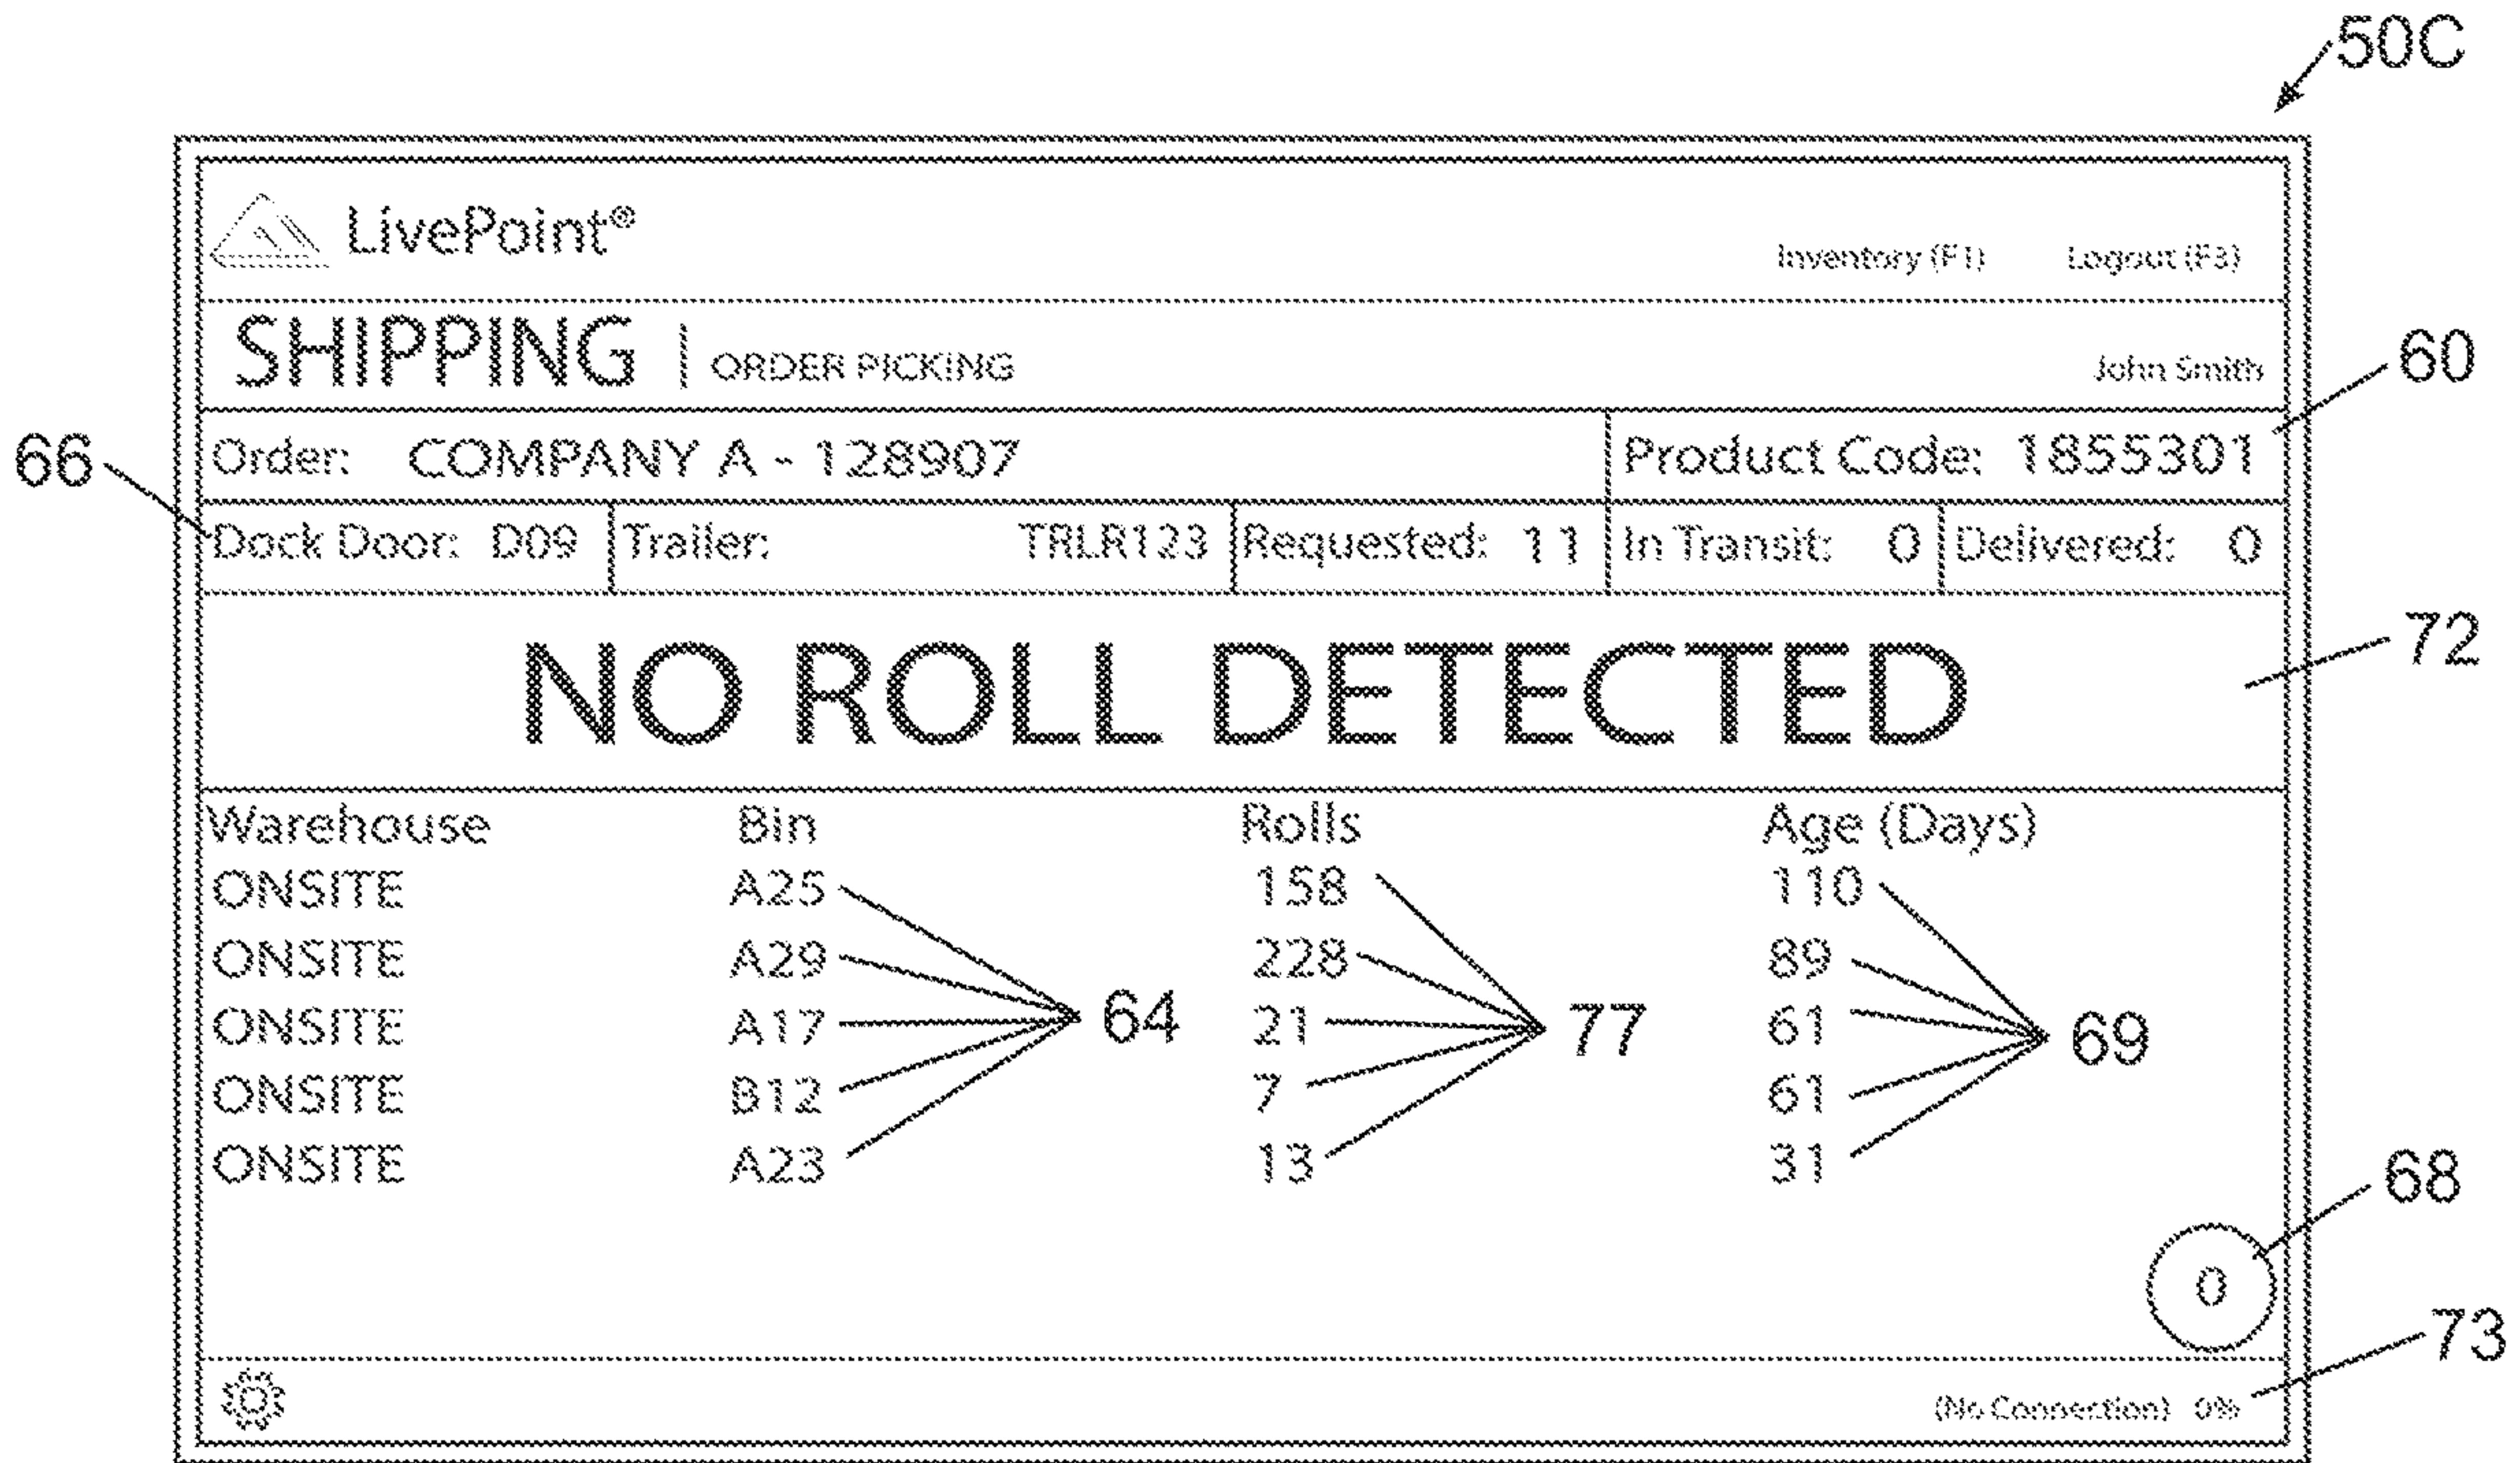 50C
LivePoint®
Inventory (F1) Logout (F3)
SHIPPING | ORDER PICKING John Smith
60
Order: COMPANY A - 128907 Product Code: 1855301
66
Dock Door: D09 Trailer: TRLR123 Requested: 11 In Transit: 0 Delivered: 0
72
NO ROLL DETECTED
Warehouse Bin Rolls Age (Days)
ONSITE A25 158 110
ONSITE A29 228 89
ONSITE A17 21 61
64 77 69
ONSITE B12 7 61
ONSITE A23 13 31
68
0
73
(No Connection) 0%